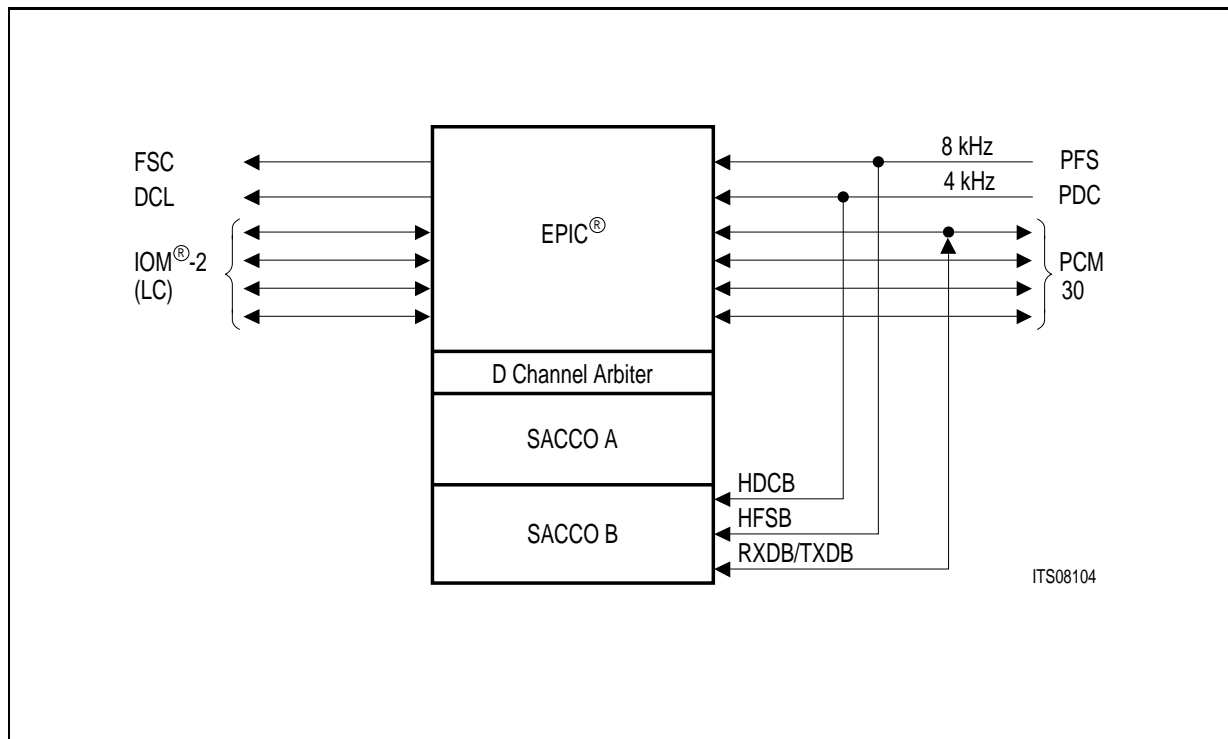 8 kHz
FSC
PFS
4 kHz
DCL
PDC
EPIC®
IOM®-2
(LC)
PCM
30
D Channel Arbiter
SACCO A
HDCB
SACCO B
HFSB
RXDB/TXDB
ITS08104